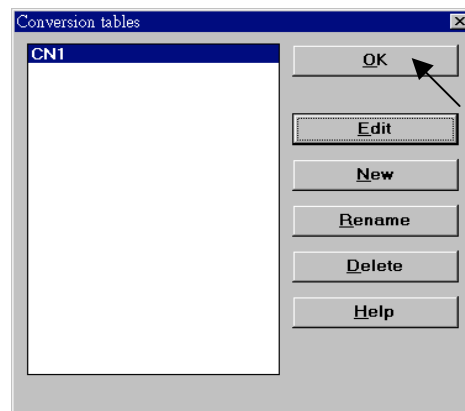 Conversion tables
CN1
OK
Edit
New
Rename
Delete
Help